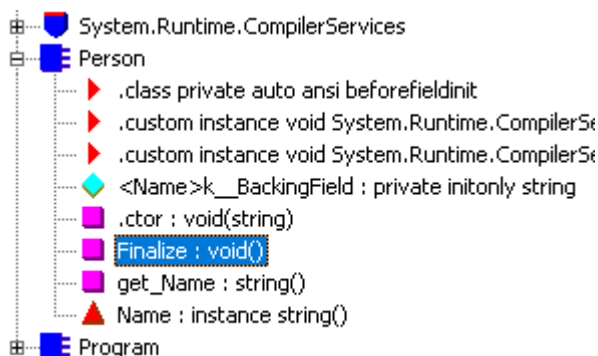 System.Runtime.CompilerServices
Person
.class private auto ansi beforefieldinit
.custom instance void System.Runtime.CompilerSe
.custom instance void System.Runtime.CompilerSe
<Name>k__BackingField : private initonly string
.ctor : void(string)
Finalize : void()
get_Name : string()
Name : instance string()
Program